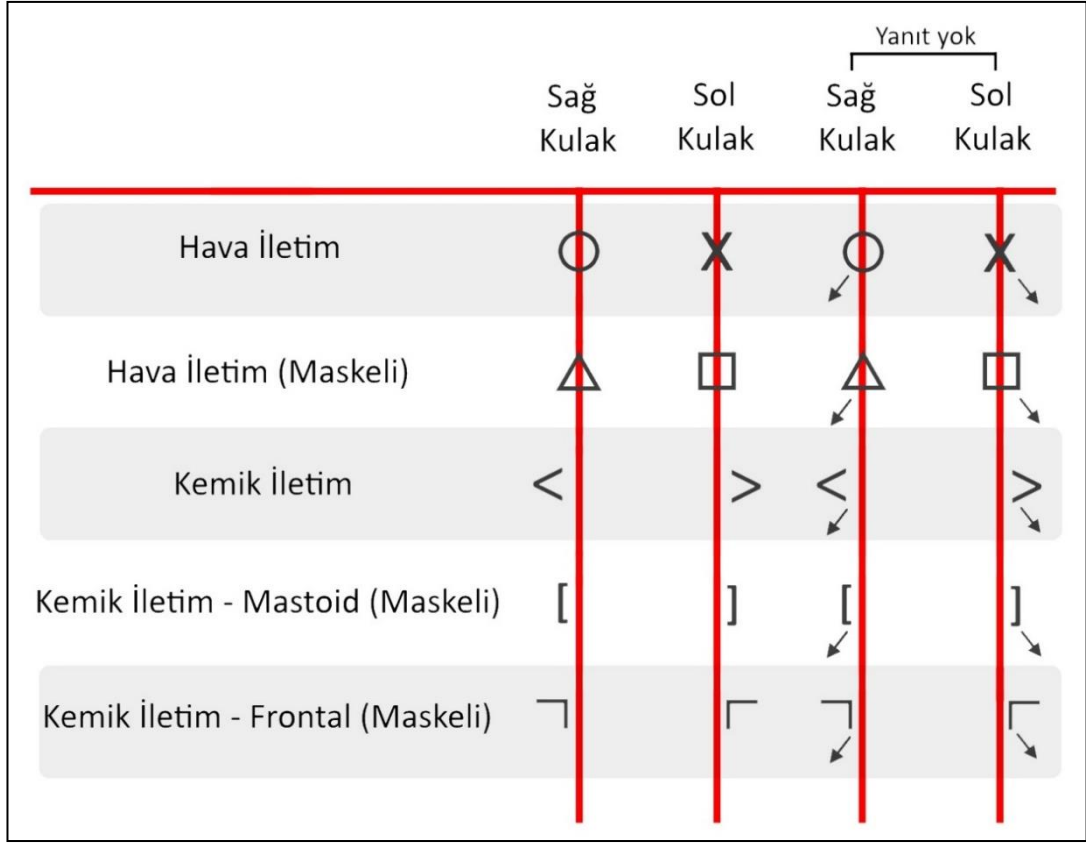 Yanıt yok
Sağ Kulak
Sol Kulak
Sağ Kulak
Sol Kulak
Hava İletim
Hava İletim (Maskeli)
Kemik İletim
Kemik İletim - Mastoid (Maskeli)
Kemik İletim - Frontal (Maskeli)